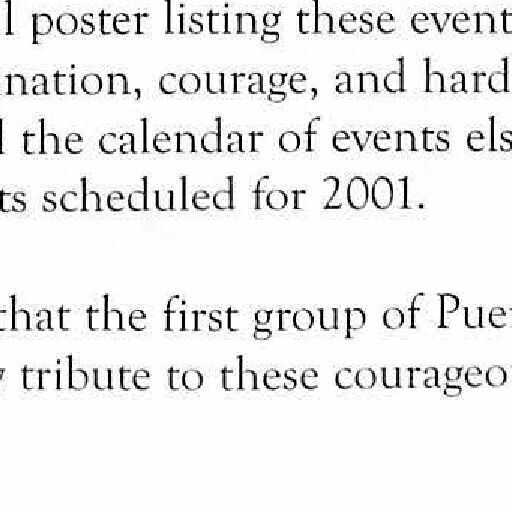 l poster listing these event
nation, courage, and hard
the calendar of events els
ts scheduled for 2001.
that the first group of Pue
tribute to these courageo